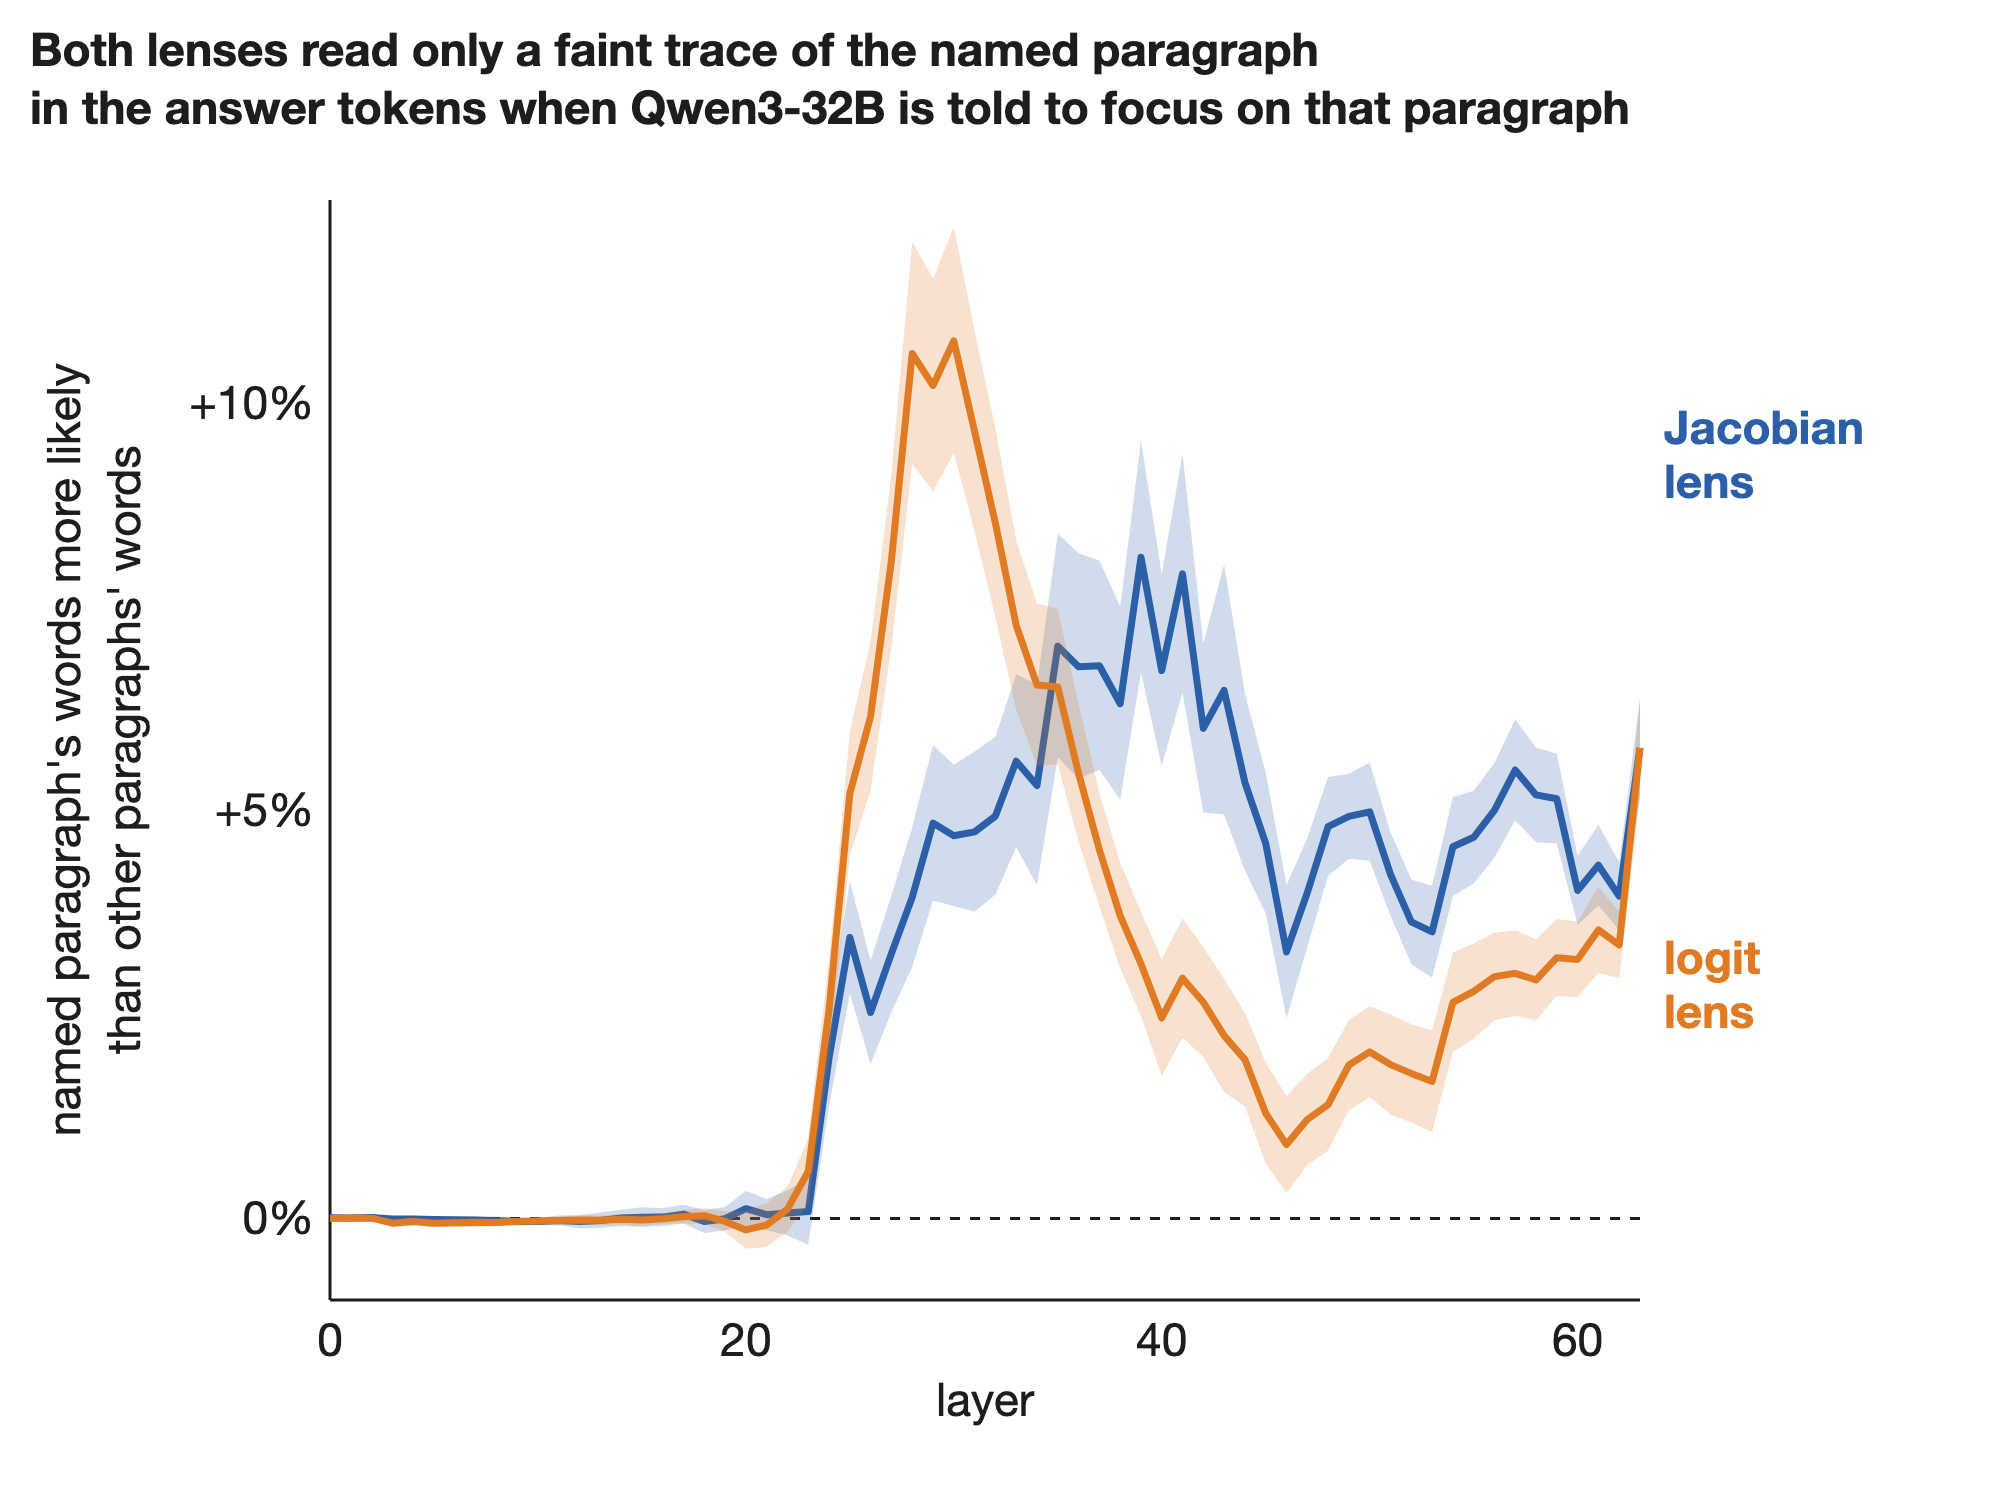 Both lenses read only a faint trace of the named paragraph
in the answer tokens when Qwen3-32B is told to focus on that paragraph
named paragraph's words more likely
than other paragraphs' words
+10%
+5%
0%
Jacobian
lens
logit
lens
0
20
40
60
layer